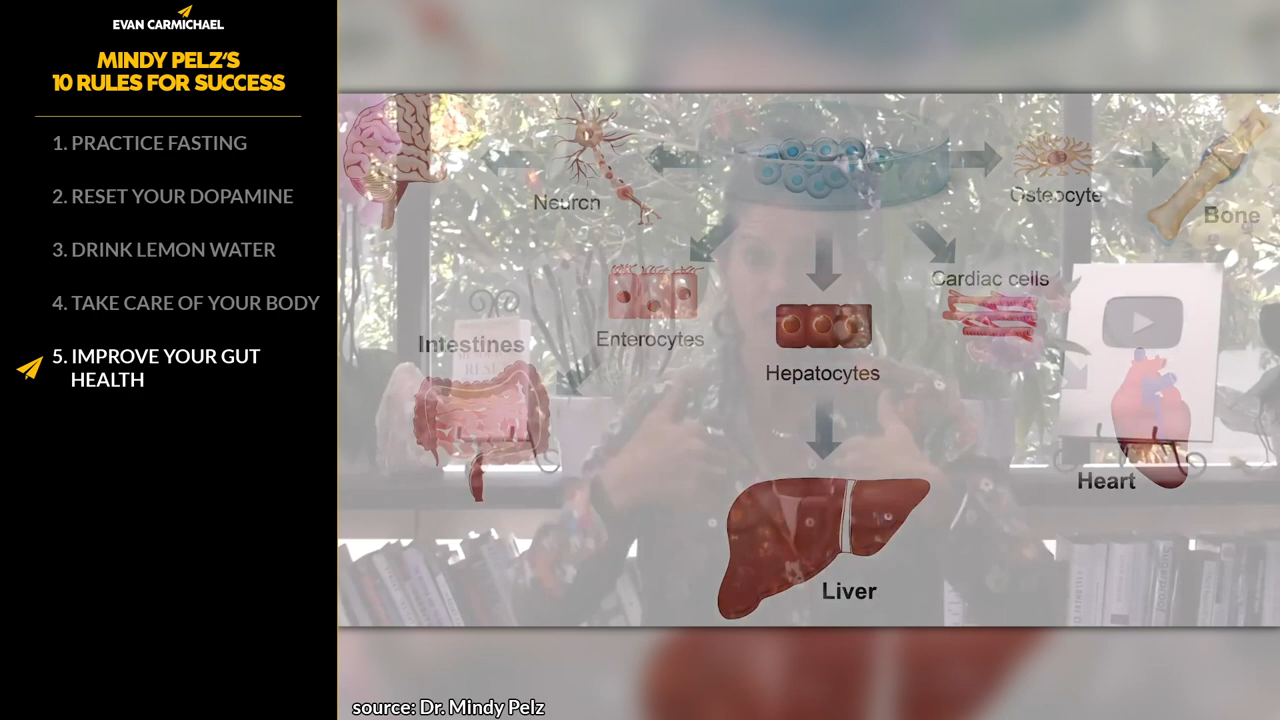 EVAN CARMICHAEL
MINDY PELZ'S
10 RULES FOR SUCCESS
1. PRACTICE FASTING
2. RESET YOUR DOPAMINE
3. DRINK LEMON WATER
4. TAKE CARE OF YOUR BODY
5. IMPROVE YOUR GUT
HEALTH
Neuron
Osteocyte
Bone
Cardiac cells
Enterocytes
Intestines
Hepatocytes
Heart
Liver
source: Dr. Mindy Pelz